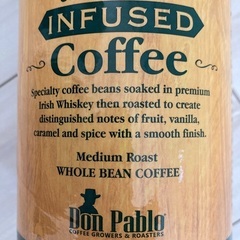 INFUSED
Coffee
Specialty coffee beans soaked in premium
Irish Whiskey then roasted to create
distinguished notes of fruit, vanilla,
caramel and spice with a smooth finish.
Medium Roast
WHOLE BEAN COFFEE
Don Pablo
COFFEE GROWERS & ROASTERS